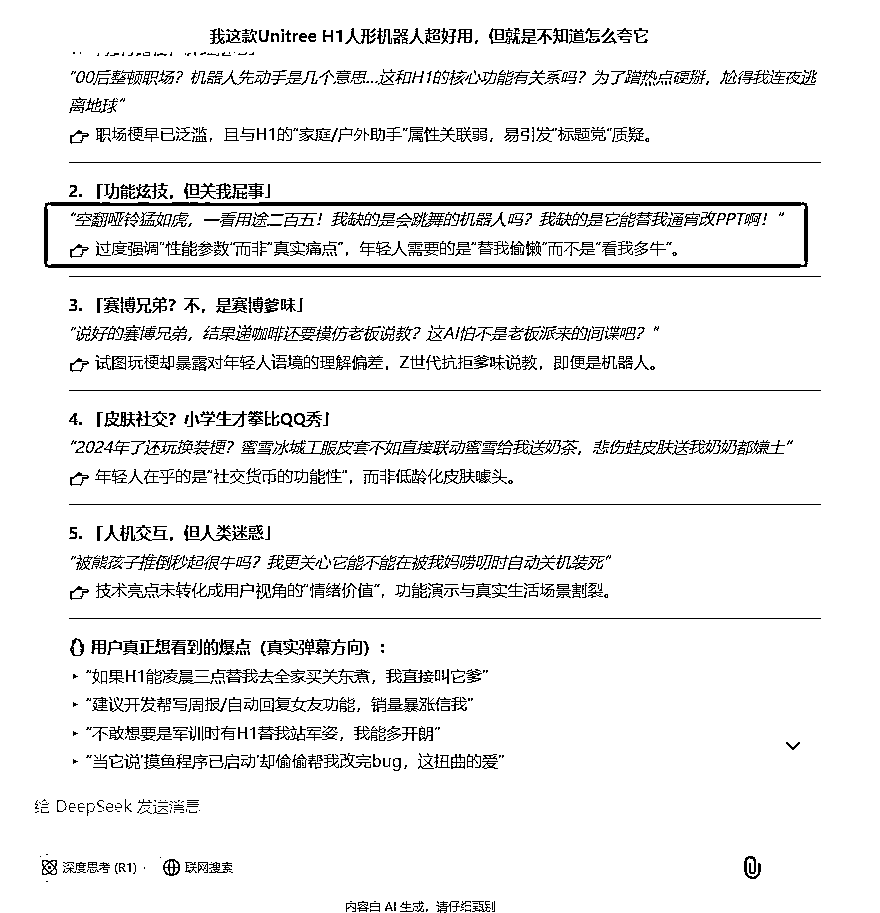 我这款Unitree H1人形机器人超好用，但就是不知道怎么夸它
"00后整顿职场？机器人先动手是几个意思...这和H1的核心功能有关系吗？为了蹭热点硬掰，尬得我连夜逃
离地球"
👉 职场梗早已泛滥，且与H1的"家庭/户外助手"属性关联弱，易引发"标题党"质疑。
2. 「功能炫技，但关我屁事」
"空翻哑铃猛如虎，一看用途二百五！我缺的是会跳舞的机器人吗？我缺的是它能替我通宵改PPT啊！"
👉 过度强调"性能参数"而非"真实痛点"，年轻人需要的是"替我偷懒"而不是"看我多牛"。
3. 「赛博兄弟？不，是赛博爹味」
"说好的赛博兄弟，结果递咖啡还要模仿老板说教？这AI怕不是老板派来的间谍吧？"
👉 试图玩梗却暴露对年轻人语境的理解偏差，Z世代抗拒爹味说教，即便是机器人。
4. 「皮肤社交？小学生才攀比QQ秀」
"2024年了还玩换装梗？蜜雪冰城工服皮套不如直接联动蜜雪给我送奶茶，悲伤蛙皮肤送我奶奶都嫌土"
👉 年轻人在乎的是"社交货币的功能性"，而非低龄化皮肤噱头。
5. 「人机交互，但人类迷惑」
"被熊孩子推倒秒起很牛吗？我更关心它能不能在被我妈唠叨时自动关机装死"
👉 技术亮点未转化成用户视角的"情绪价值"，功能演示与真实生活场景割裂。
用户真正想看到的爆点（真实弹幕方向）：
‣ "如果H1能凌晨三点替我去全家买关东煮，我直接叫它爹"
‣ "建议开发帮写周报/自动回复女友功能，销量暴涨信我"
‣ "不敢想要是军训时有H1替我站军姿，我能多开朗"
‣ "当它说'摸鱼程序已启动'却偷偷帮我改完bug，这扭曲的爱"
给 DeepSeek 发送消息
深度思考 (R1) · 联网搜索
内容由 AI 生成，请仔细甄别